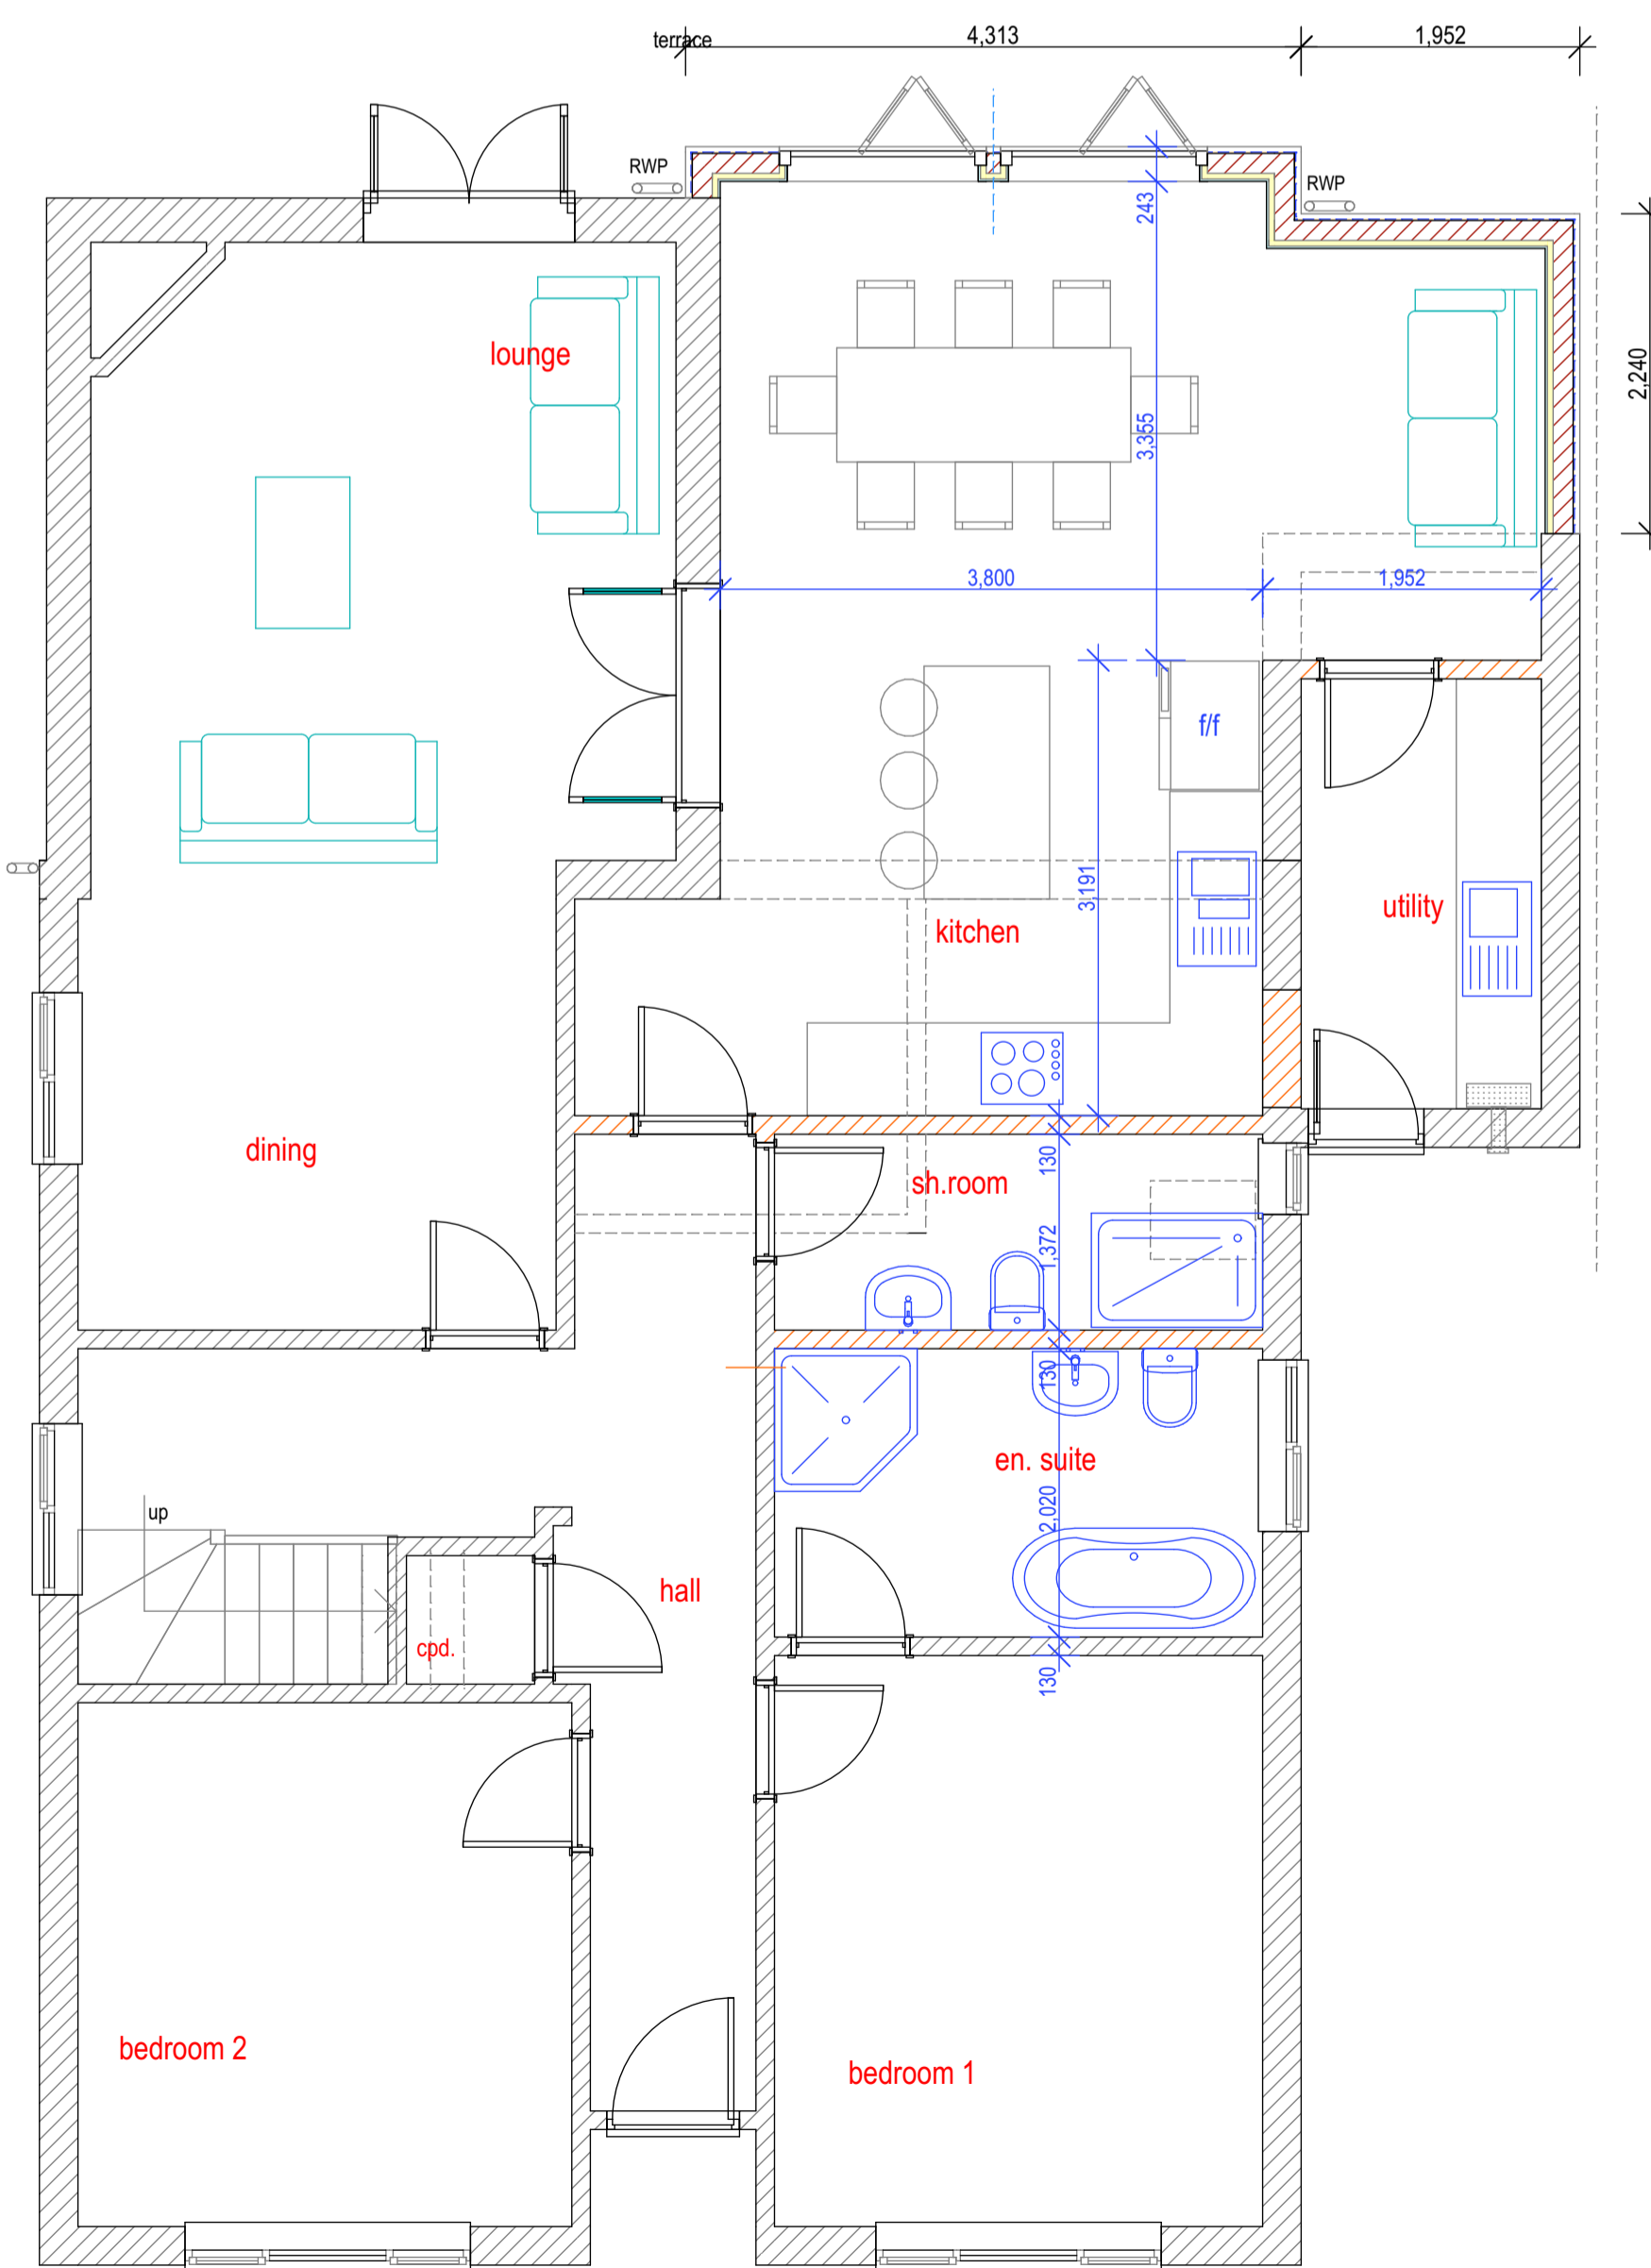 terrace
4,313
1,952
RWP
RWP
243
2,240
lounge
3,355
3,800
1,952
f/f
3,191
utility
kitchen
dining
130
sh.room
1,372
130
en. suite
2,020
up
hall
cpd.
130
bedroom 2
bedroom 1